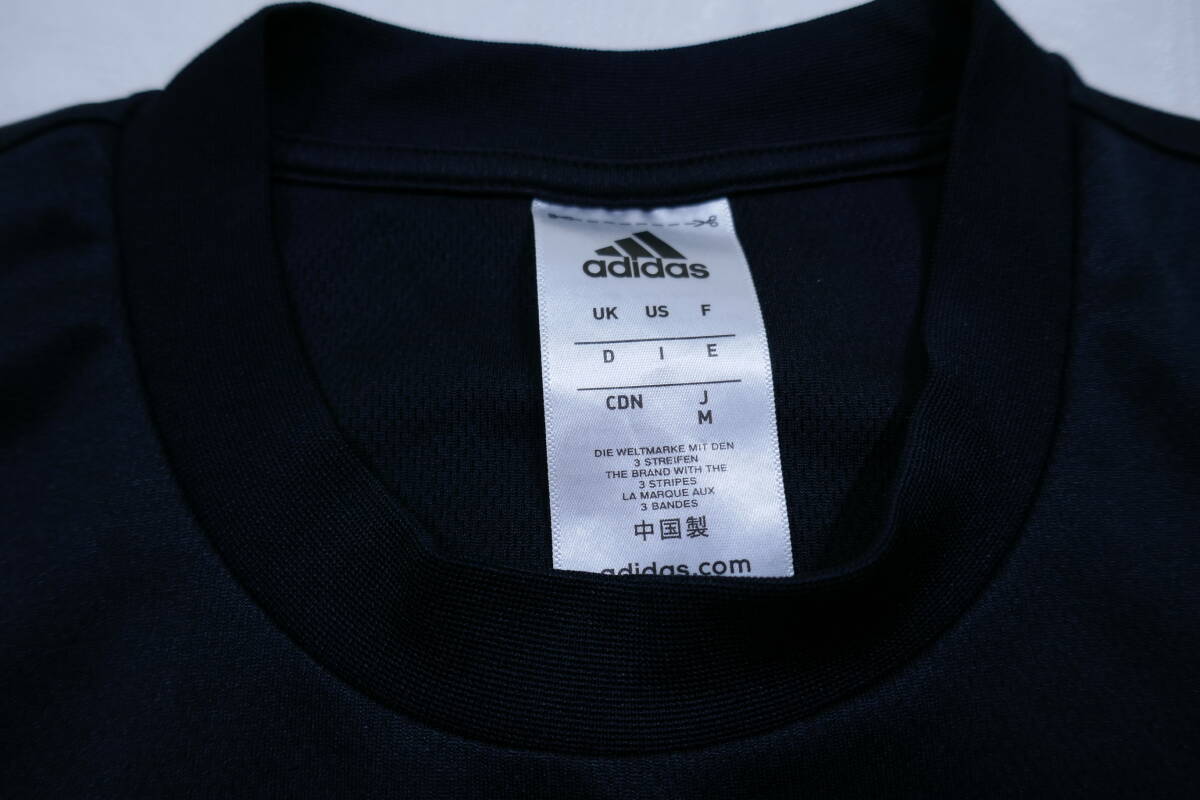 adidas
UK US F
D I E
CDN J
M
DIE WELTMARKE MIT DEN
3 STREIFEN
THE BRAND WITH THE
3 STRIPES
LA MARQUE AUX
3 BANDES
中国製
adidas.com